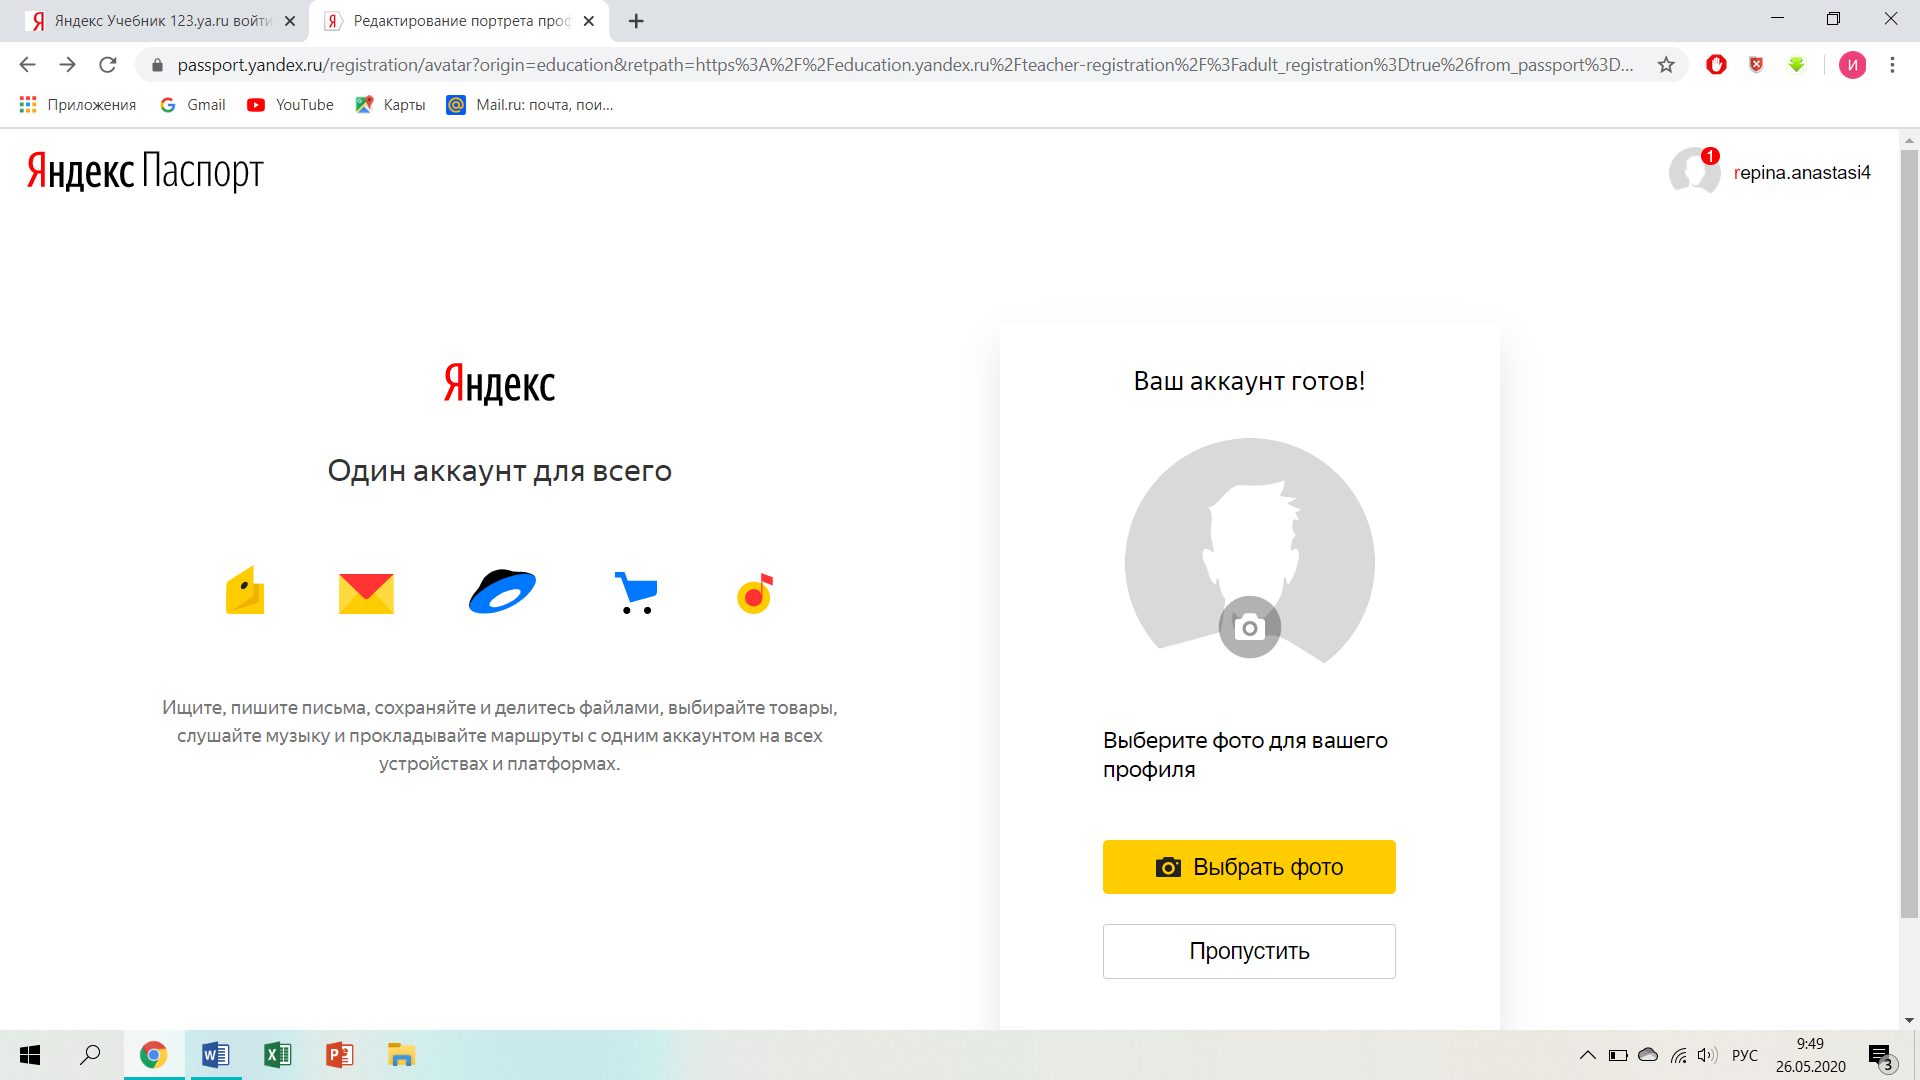 Яндекс Учебник 123.ya.ru войти
Редактирование портрета проф
passport.yandex.ru/registration/avatar?origin=education&retpath=https%3A%2F%2Feducation.yandex.ru%2Fteacher-registration%2F%3Fadult_registration%3Dtrue%26from_passport%3D...
И
Приложения
Gmail
YouTube
Карты
Mail.ru: почта, пои...
Яндекс Паспорт
1
repina.anastasi4
Яндекс
Один аккаунт для всего
Ищите, пишите письма, сохраняйте и делитесь файлами, выбирайте товары,
слушайте музыку и прокладывайте маршруты с одним аккаунтом на всех
устройствах и платформах.
Ваш аккаунт готов!
Выберите фото для вашего
профиля
Выбрать фото
Пропустить
РУС
9:49
26.05.2020
3